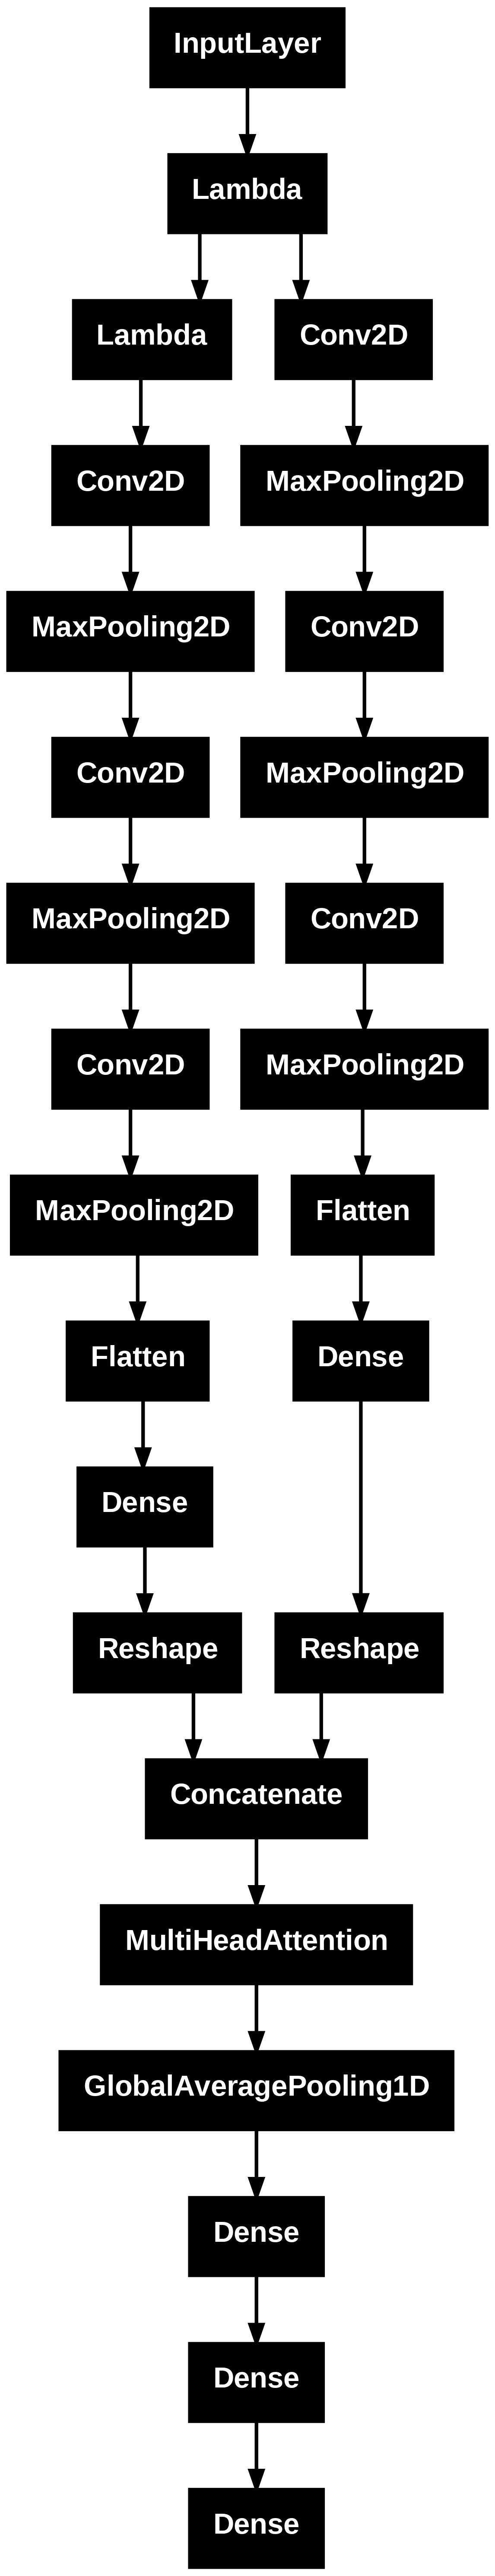 InputLayer
Lambda
Lambda
Conv2D
Conv2D
MaxPooling2D
MaxPooling2D
Conv2D
Conv2D
MaxPooling2D
MaxPooling2D
Conv2D
Conv2D
MaxPooling2D
MaxPooling2D
Flatten
Flatten
Dense
Dense
Reshape
Reshape
Concatenate
MultiHeadAttention
GlobalAveragePooling1D
Dense
Dense
Dense